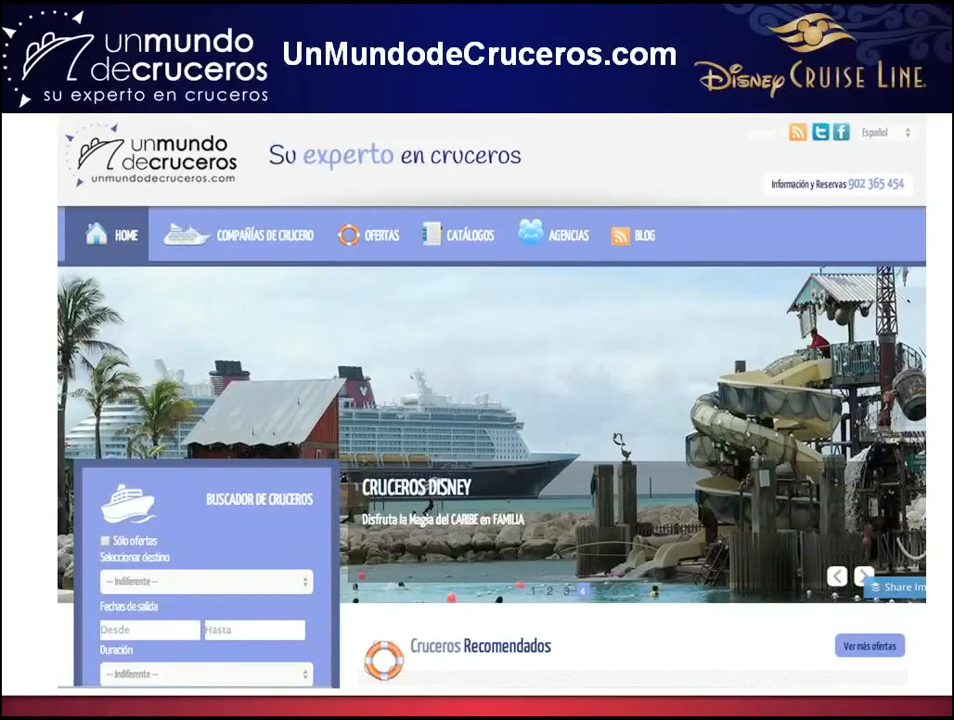 unmundo
decruceros
su experto en cruceros
UnMundodeCruceros.com
Disney CRUISE LINE
unmundo
decruceros
unmundodecruceros.com
Su experto en cruceros
Español
Información y Reservas 902 365 454
HOME COMPAÑÍAS DE CRUCERO OFERTAS CATÁLOGOS AGENCIAS BLOG
BUSCADOR DE CRUCEROS
Sólo ofertas
Seleccionar destino
-- Indiferente --
Fechas de salida
Desde Hasta
Duración
-- Indiferente --
CRUCEROS DISNEY
Disfruta la Magia del CARIBE en FAMILIA
1 2 3 4
Share Im
Cruceros Recomendados
Ver más ofertas